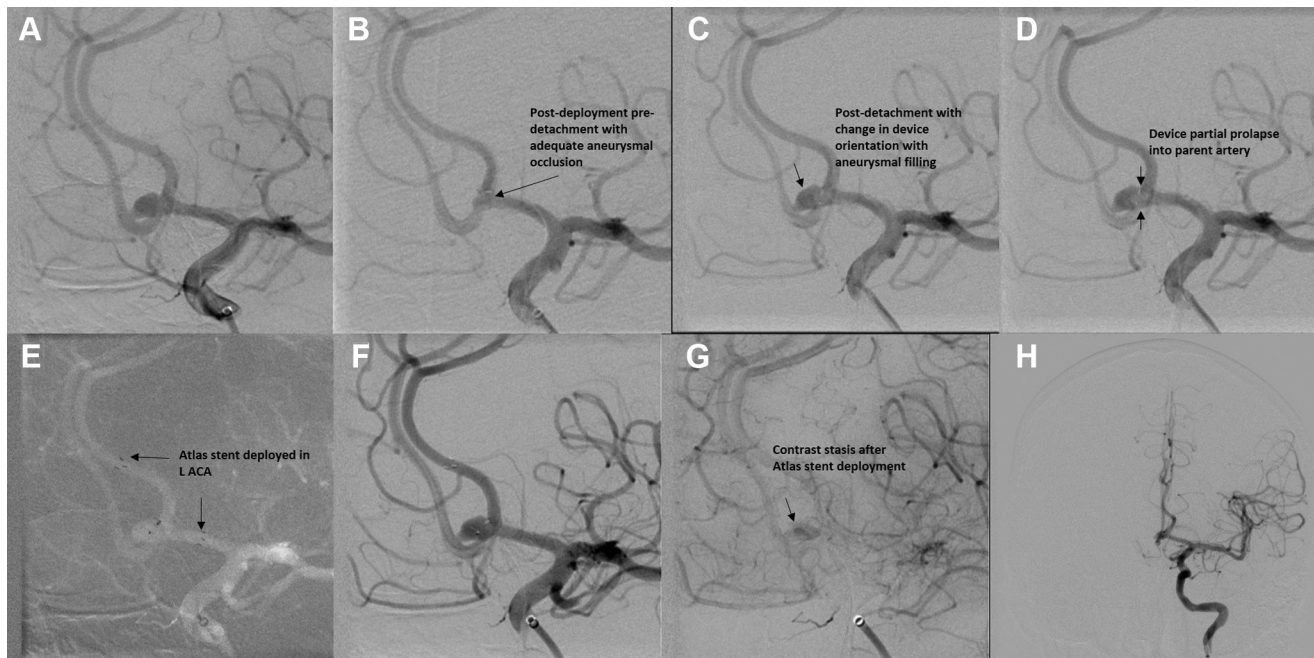 A
B
Post-deployment pre-
detachment with
adequate aneurysmal
occlusion
C
Post-detachment with
change in device
orientation with
aneurysmal filling
D
Device partial prolapse
into parent artery
E
Atlas stent deployed in
L ACA
F
G
Contrast stasis after
Atlas stent deployment
H